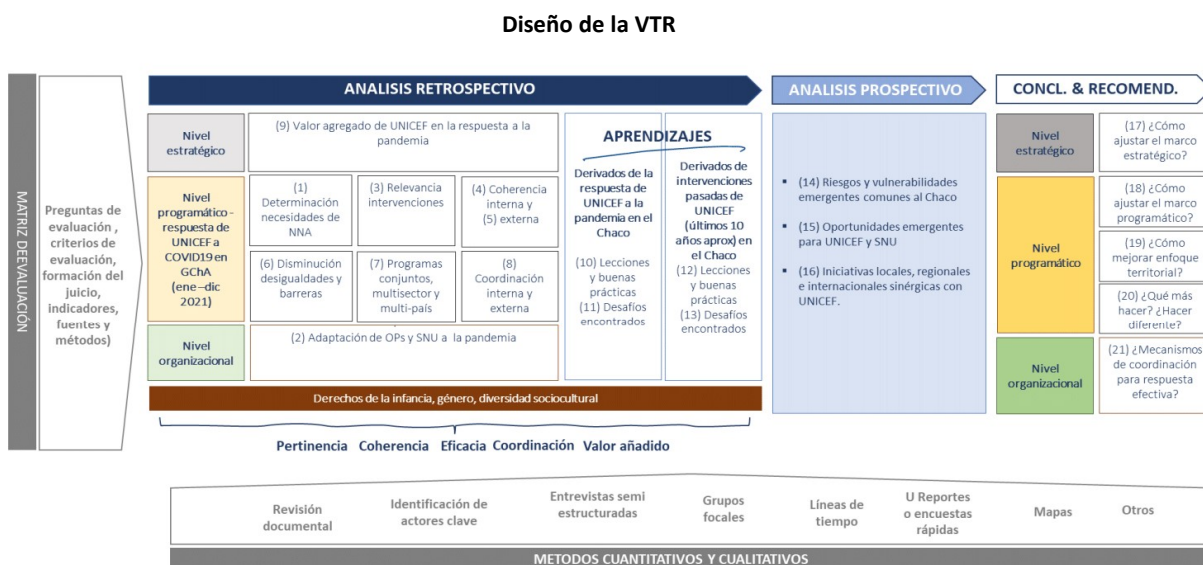 Diseño de la VTR
MATRIZ DEEVALUACIÓN
Preguntas de
evaluación ,
criterios de
evaluación,
formación del
juicio,
indicadores,
fuentes y
métodos)
ANALISIS RETROSPECTIVO
Nivel
estratégico
(9) Valor agregado de UNICEF en la respuesta a la
pandemia
Nivel
programático -
respuesta de
UNICEF a
COVID19 en
GChA
(ene –dic
2021)
(1)
Determinación
necesidades de
NNA
(3) Relevancia
intervenciones
(4) Coherencia
interna y
(5) externa
(6) Disminución
desigualdades y
barreras
(7) Programas
conjuntos,
multisector y
multi-país
(8)
Coordinación
interna y
externa
Nivel
organizacional
(2) Adaptación de OPs y SNU a la pandemia
APRENDIZAJES
Derivados de la
respuesta de
UNICEF a la
pandemia en el
Chaco
(10) Lecciones
y buenas
prácticas
(11) Desafíos
encontrados
Derivados de
intervenciones
pasadas de
UNICEF
(últimos 10
años aprox) en
el Chaco
(12) Lecciones
y buenas
prácticas
(13) Desafíos
encontrados
Derechos de la infancia, género, diversidad sociocultural
Pertinencia Coherencia Eficacia Coordinación Valor añadido
ANALISIS PROSPECTIVO
▪ (14) Riesgos y vulnerabilidades
emergentes comunes al Chaco
▪ (15) Oportunidades emergentes
para UNICEF y SNU
▪ (16) Iniciativas locales, regionales
e internacionales sinérgicas con
UNICEF.
CONCL. & RECOMEND.
Nivel
estratégico
(17) ¿Cómo
ajustar el marco
estratégico?
Nivel
programático
(18) ¿Cómo
ajustar el marco
programático?
(19) ¿Cómo
mejorar enfoque
territorial?
(20) ¿Qué más
hacer? ¿Hacer
diferente?
Nivel
organizacional
(21) ¿Mecanismos
de coordinación
para respuesta
efectiva?
Revisión
documental
Identificación de
actores clave
Entrevistas semi
estructuradas
Grupos
focales
Líneas de
tiempo
U Reportes
o encuestas
rápidas
Mapas
Otros
METODOS CUANTITATIVOS Y CUALITATIVOS